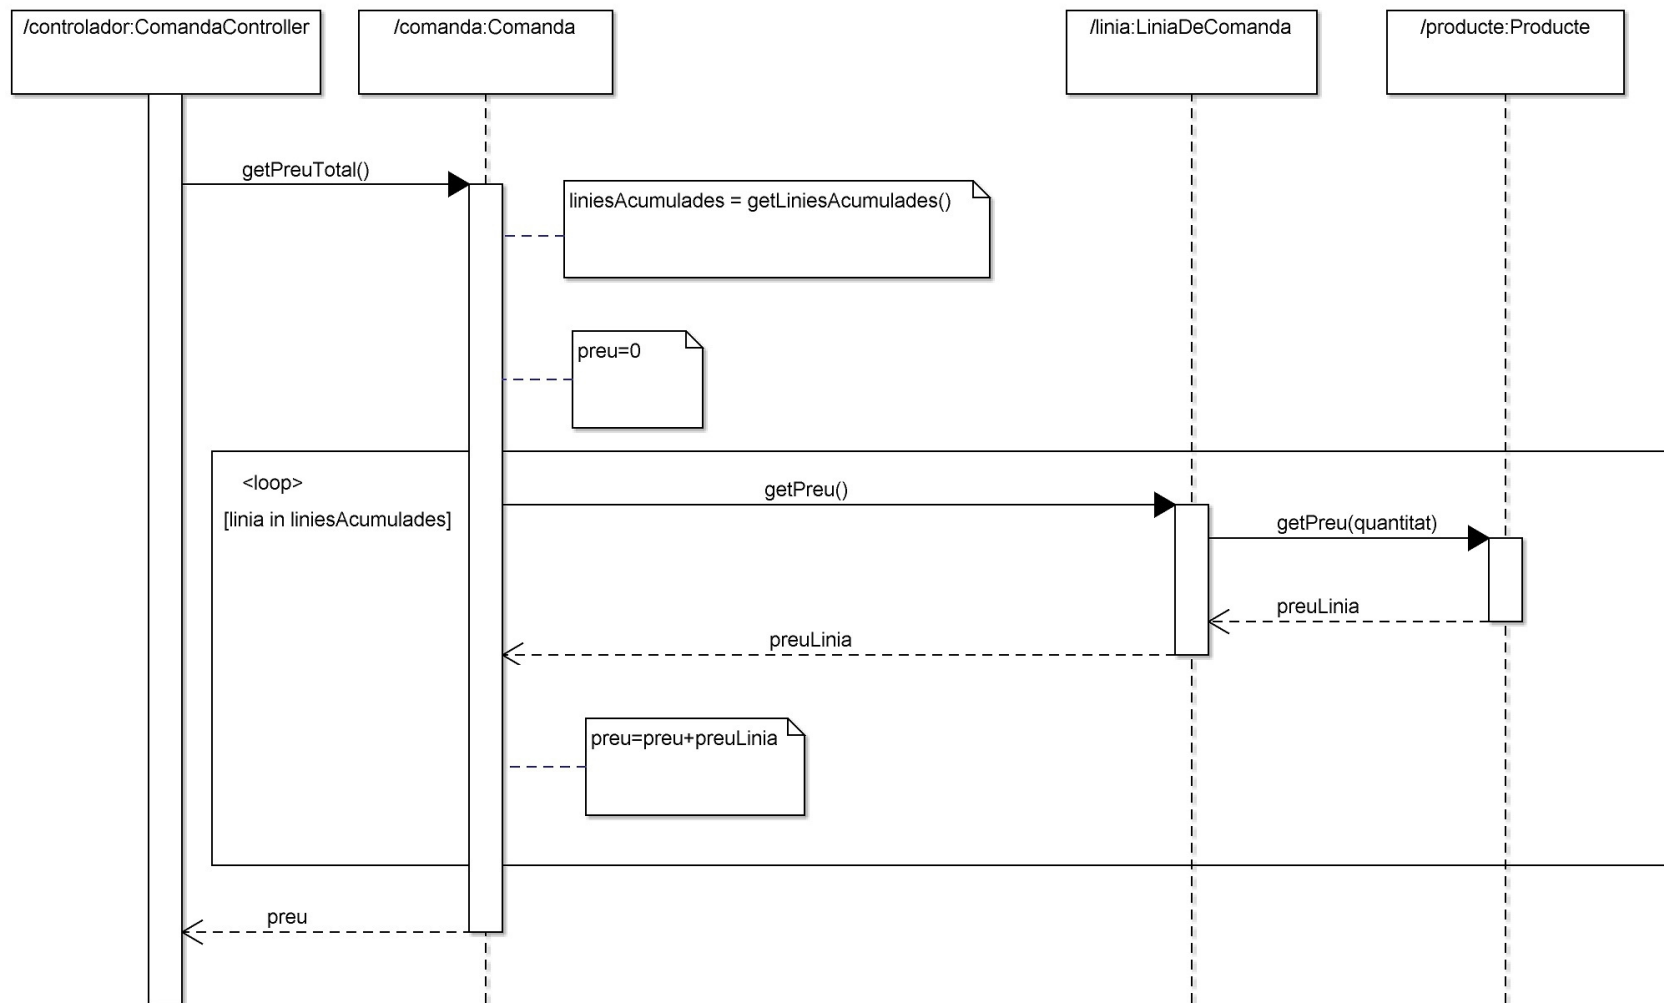 /controlador:ComandaController
/comanda:Comanda
/linia:LiniaDeComanda
/producte:Producte
getPreuTotal()
liniesAcumulades = getLiniesAcumulades()
preu=0
<loop>
[linia in liniesAcumulades]
getPreu()
getPreu(quantitat)
preuLinia
preuLinia
preu=preu+preuLinia
preu